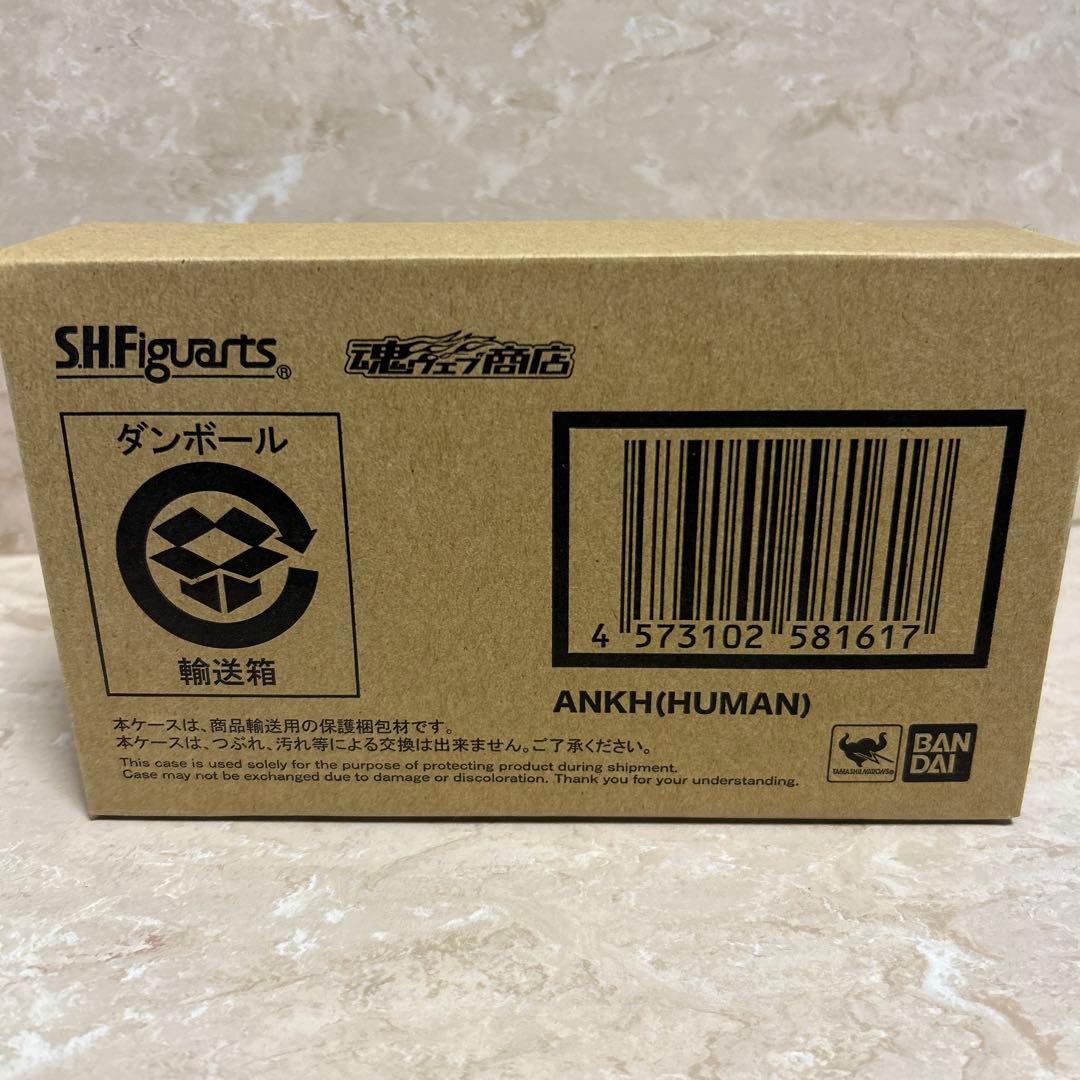 S.H.Figuarts®
魂ウェブ商店
ダンボール
輸送箱
4 573102 581617
ANKH(HUMAN)
本ケースは、商品輸送用の保護梱包材です。
本ケースは、つぶれ、汚れ等による交換は出来ません。ご了承ください。
This case is used solely for the purpose of protecting product during shipment.
Case may not be exchanged due to damage or discoloration. Thank you for your understanding.
TAMASHII NATIONS®
BAN
DAI